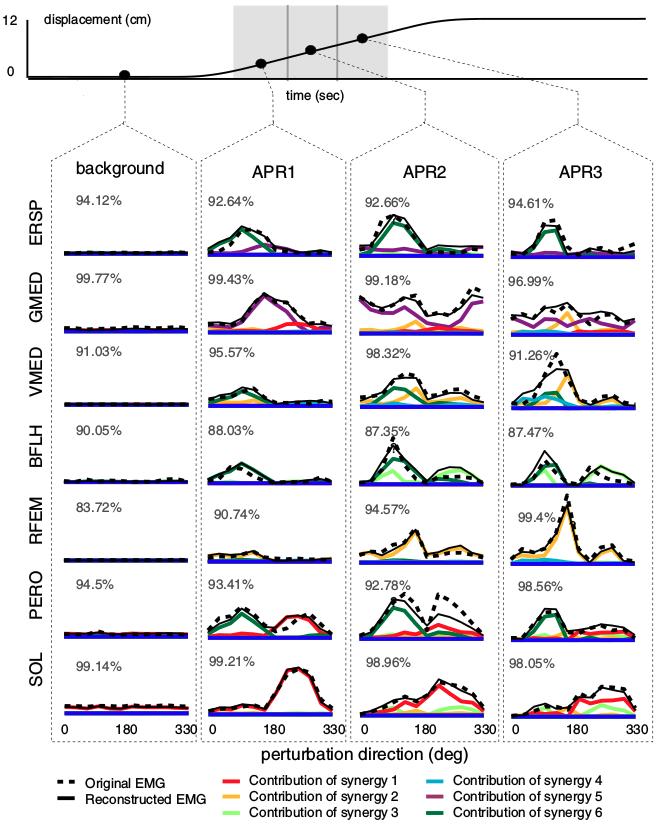 12
displacement (cm)
0
time (sec)
background
APR1
APR2
APR3
ERSP
94.12%
92.64%
92.66%
94.61%
GMED
99.77%
99.43%
99.18%
96.99%
VMED
91.03%
95.57%
98.32%
91.26%
BFLH
90.05%
88.03%
87.35%
87.47%
RFEM
83.72%
90.74%
94.57%
99.4%
PERO
94.5%
93.41%
92.78%
98.56%
SOL
99.14%
99.21%
98.96%
98.05%
0 180 330 0 180 330 0 180 330 0 180 330
perturbation direction (deg)
Original EMG
Reconstructed EMG
Contribution of synergy 1
Contribution of synergy 2
Contribution of synergy 3
Contribution of synergy 4
Contribution of synergy 5
Contribution of synergy 6